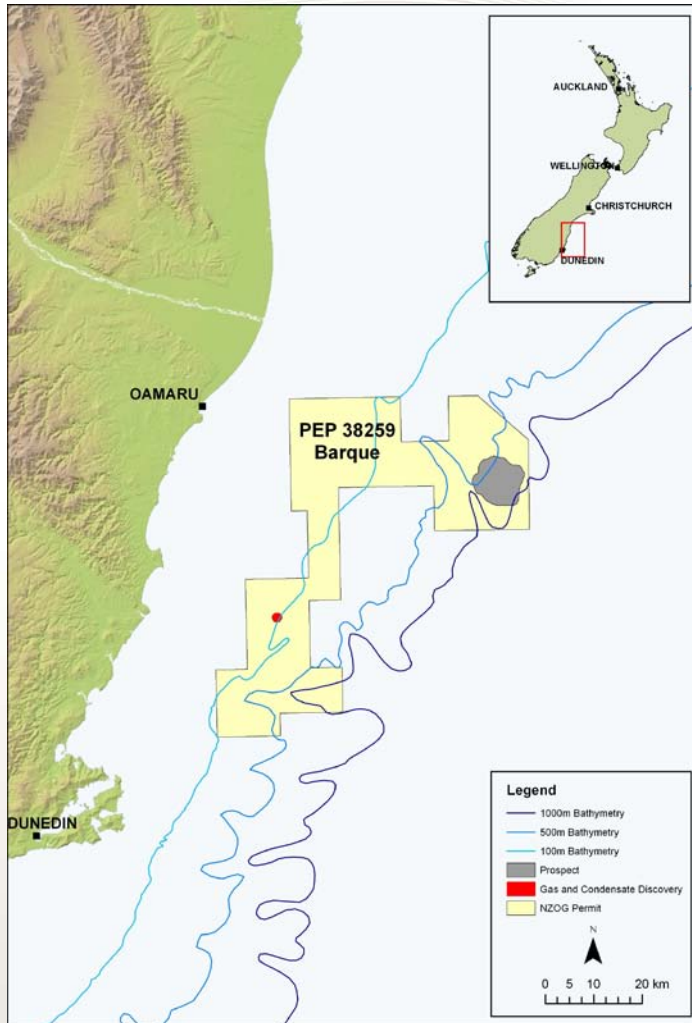 AUCKLAND
WELLINGTON
CHRISTCHURCH
DUNEDIN
OAMARU
PEP 38259
Barque
DUNEDIN
Legend
1000m Bathymetry
500m Bathymetry
100m Bathymetry
Prospect
Gas and Condensate Discovery
NZOG Permit
N
0 5 10 20 km